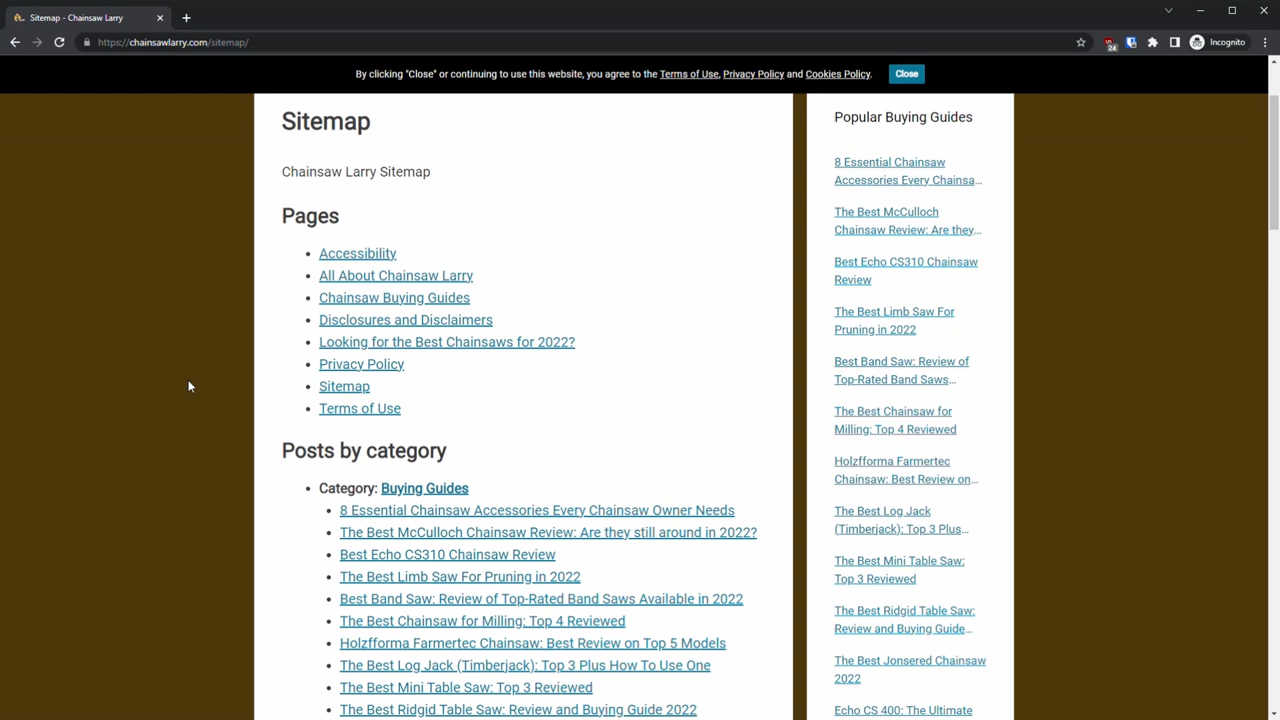 Sitemap - Chainsaw Larry
https://chainsawlarry.com/sitemap/
24
Incognito
By clicking "Close" or continuing to use this website, you agree to the Terms of Use, Privacy Policy and Cookies Policy.
Close
Sitemap
Chainsaw Larry Sitemap
Pages
Accessibility
All About Chainsaw Larry
Chainsaw Buying Guides
Disclosures and Disclaimers
Looking for the Best Chainsaws for 2022?
Privacy Policy
Sitemap
Terms of Use
Posts by category
Category: Buying Guides
8 Essential Chainsaw Accessories Every Chainsaw Owner Needs
The Best McCulloch Chainsaw Review: Are they still around in 2022?
Best Echo CS310 Chainsaw Review
The Best Limb Saw For Pruning in 2022
Best Band Saw: Review of Top-Rated Band Saws Available in 2022
The Best Chainsaw for Milling: Top 4 Reviewed
Holzfforma Farmertec Chainsaw: Best Review on Top 5 Models
The Best Log Jack (Timberjack): Top 3 Plus How To Use One
The Best Mini Table Saw: Top 3 Reviewed
The Best Ridgid Table Saw: Review and Buying Guide 2022
Popular Buying Guides
8 Essential Chainsaw
Accessories Every Chainsa…
The Best McCulloch
Chainsaw Review: Are they…
Best Echo CS310 Chainsaw
Review
The Best Limb Saw For
Pruning in 2022
Best Band Saw: Review of
Top-Rated Band Saws…
The Best Chainsaw for
Milling: Top 4 Reviewed
Holzfforma Farmertec
Chainsaw: Best Review on…
The Best Log Jack
(Timberjack): Top 3 Plus…
The Best Mini Table Saw:
Top 3 Reviewed
The Best Ridgid Table Saw:
Review and Buying Guide…
The Best Jonsered Chainsaw
2022
Echo CS 400: The Ultimate